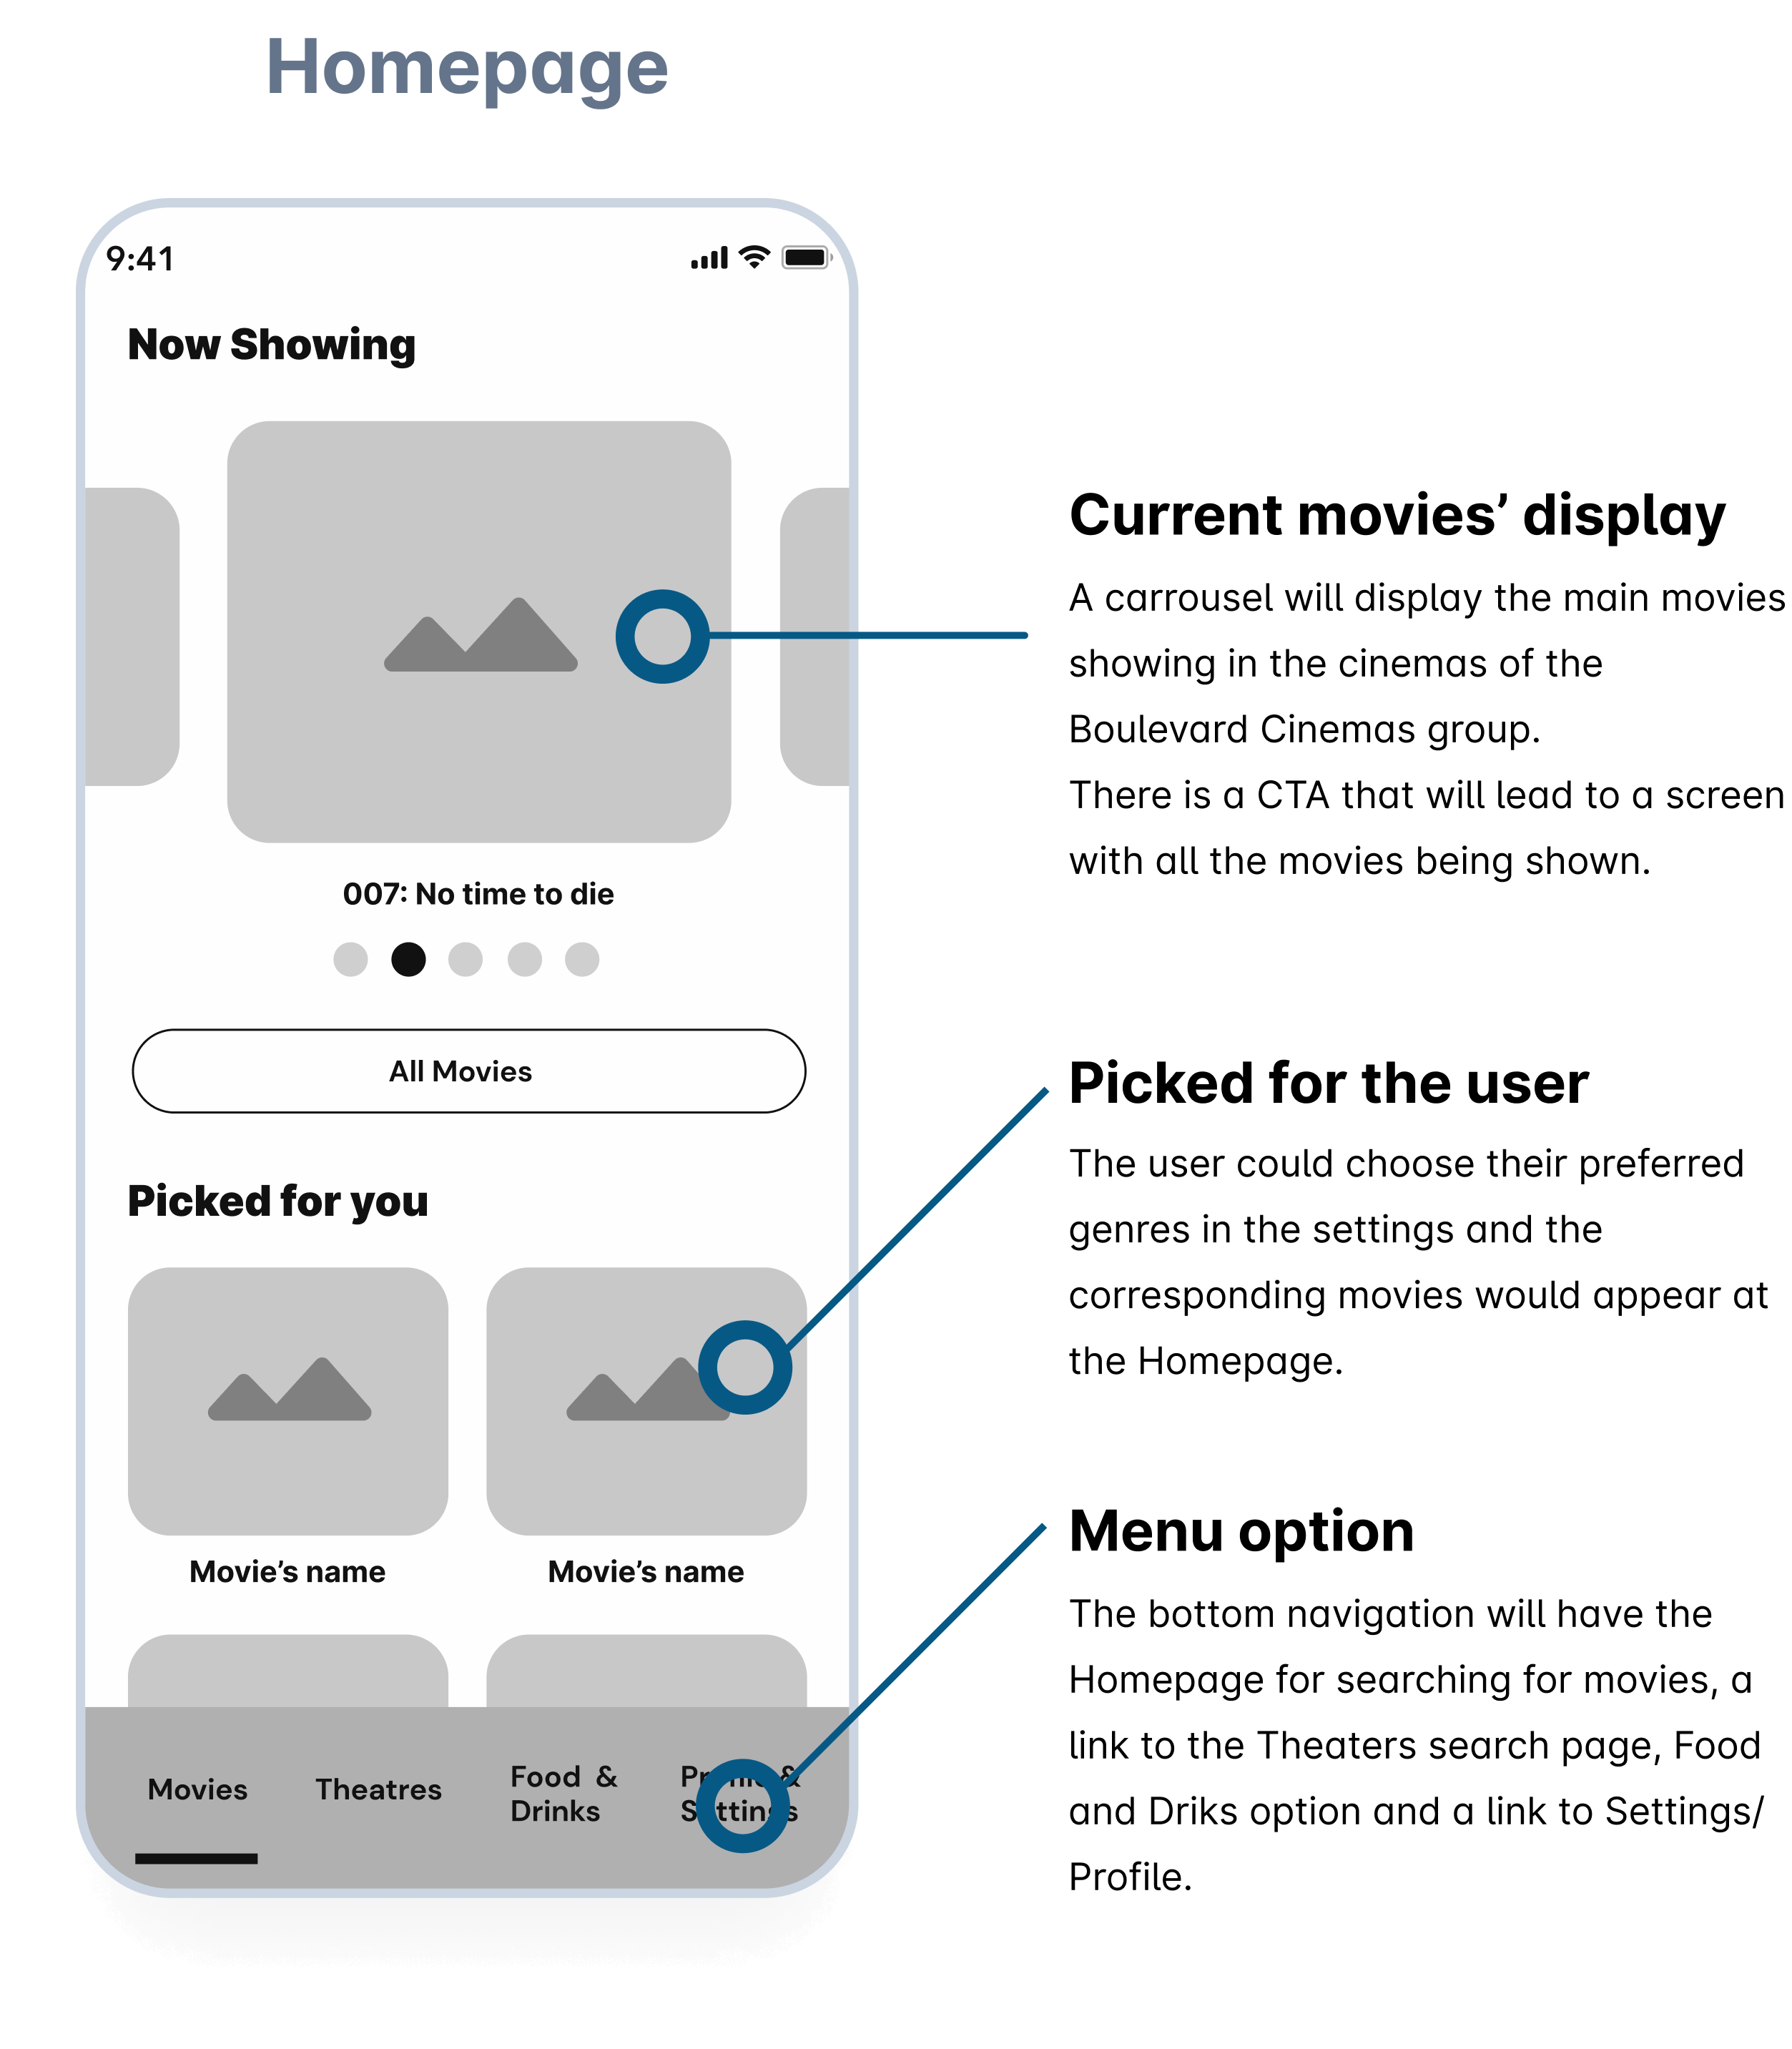 Homepage
9:41
Now Showing
007: No time to die
All Movies
Picked for you
Movie’s name
Movie’s name
Movies
Theatres
Food &
Drinks
&
Current movies’ display
A carrousel will display the main movies
showing in the cinemas of the
Boulevard Cinemas group.
There is a CTA that will lead to a screen
with all the movies being shown.
Picked for the user
The user could choose their preferred
genres in the settings and the
corresponding movies would appear at
the Homepage.
Menu option
The bottom navigation will have the
Homepage for searching for movies, a
link to the Theaters search page, Food
and Driks option and a link to Settings/
Profile.